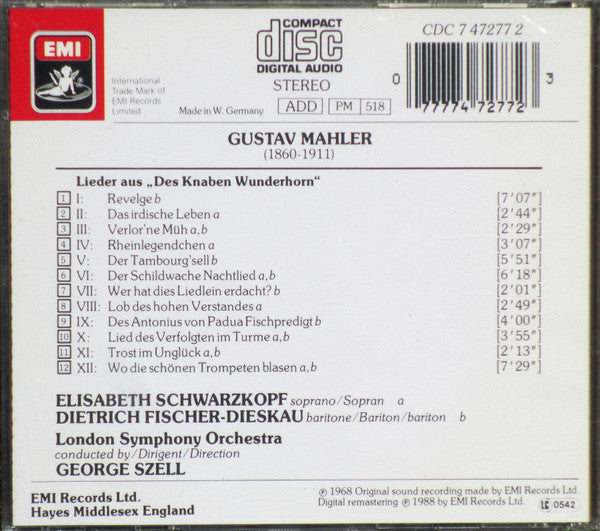 EMI
International
Trade Mark of
EMI Records
Limited
COMPACT
disc
DIGITAL AUDIO
STEREO
Made in W. Germany
ADD
PM 518
CDC 7 47277 2
0 77774 72772 3
GUSTAV MAHLER
(1860-1911)
Lieder aus „Des Knaben Wunderhorn“
1 I: Revelge b [7'07"]
2 II: Das irdische Leben a [2'44"]
3 III: Verlor'ne Müh a, b [2'29"]
4 IV: Rheinlegendchen a [3'07"]
5 V: Der Tambourg'sell b [5'51"]
6 VI: Der Schildwache Nachtlied a, b [6'18"]
7 VII: Wer hat dies Liedlein erdacht? b [2'01"]
8 VIII: Lob des hohen Verstandes a [2'49"]
9 IX: Des Antonius von Padua Fischpredigt b [4'00"]
10 X: Lied des Verfolgten im Turme a, b [3'55"]
11 XI: Trost im Unglück a, b [2'13"]
12 XII: Wo die schönen Trompeten blasen a, b [7'29"]
ELISABETH SCHWARZKOPF soprano/Sopran a
DIETRICH FISCHER-DIESKAU baritone/Bariton/bariton b
London Symphony Orchestra
conducted by/Dirigent/Direction
GEORGE SZELL
EMI Records Ltd.
Hayes Middlesex England
℗ 1968 Original sound recording made by EMI Records Ltd.
Digital remastering ℗ 1988 by EMI Records Ltd.
LC 0542